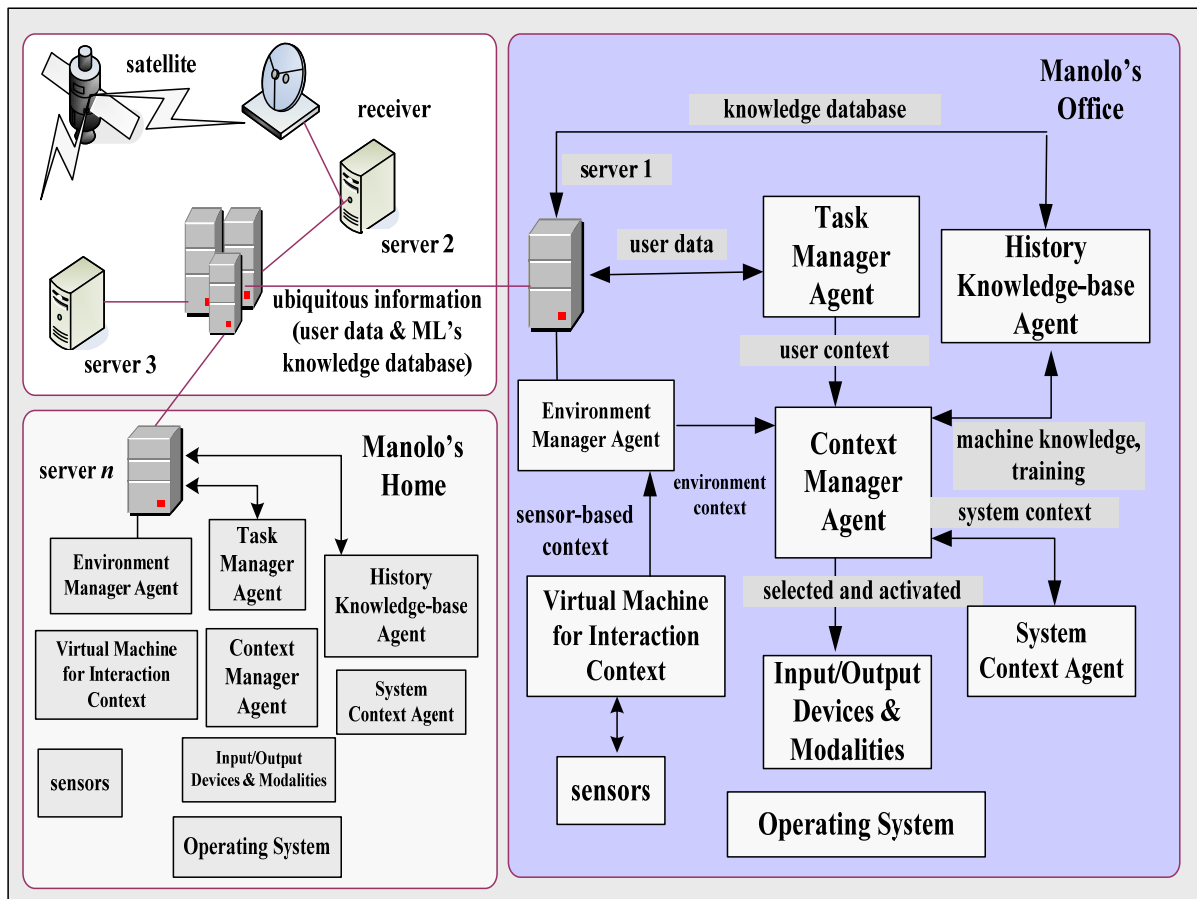 satellite
receiver
server 2
server 3
ubiquitous information
(user data & ML's
knowledge database)
Manolo's
Home
server n
Environment
Manager Agent
Task
Manager
Agent
History
Knowledge-base
Agent
Virtual Machine
for Interaction
Context
Context
Manager
Agent
System
Context Agent
sensors
Input/Output
Devices & Modalities
Operating System
Manolo's
Office
knowledge database
server 1
user data
Task
Manager
Agent
History
Knowledge-base
Agent
user context
Environment
Manager Agent
Context
Manager
Agent
machine knowledge,
training
environment
context
system context
sensor-based
context
selected and activated
Virtual Machine
for Interaction
Context
System
Context Agent
Input/Output
Devices &
Modalities
sensors
Operating System